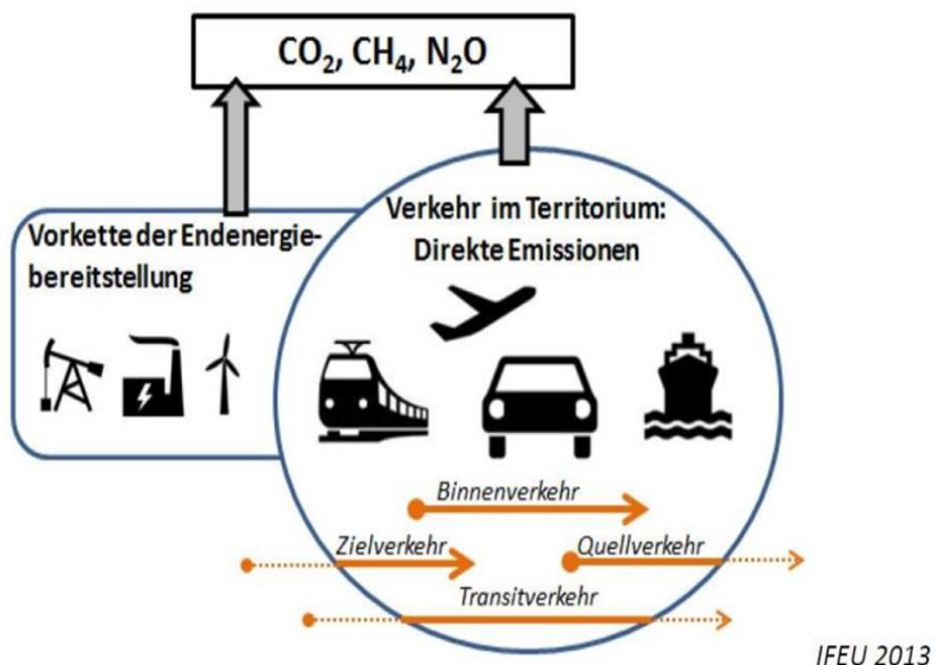 CO₂, CH₄, N₂O
Verkehr im Territorium:
Direkte Emissionen
Vorkette der Endenergie-
bereitstellung
Binnenverkehr
Zielverkehr
Quellverkehr
Transitverkehr
IFEU 2013